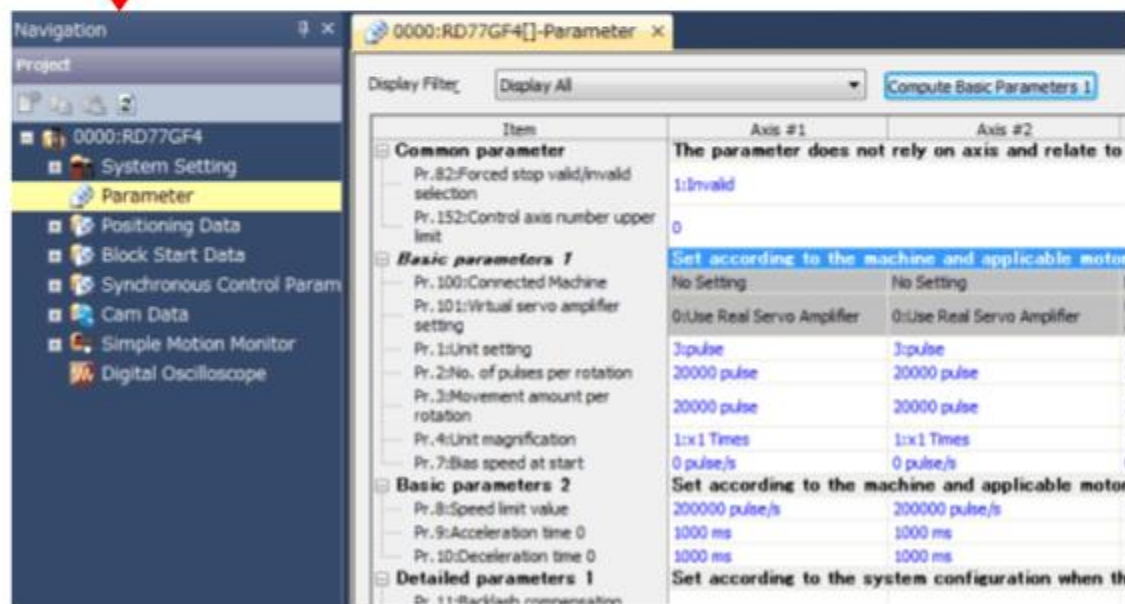 Navigation
0000:RD77GF4[]-Parameter
Project
Display Filter
Display All
Compute Basic Parameters 1
0000:RD77GF4
System Setting
Parameter
Positioning Data
Block Start Data
Synchronous Control Param
Cam Data
Simple Motion Monitor
Digital Oscilloscope
Item Axis #1 Axis #2
Common parameter The parameter does not rely on axis and relate to
Pr.82:Forced stop valid/invalid
selection
1:Invalid
Pr.152:Control axis number upper
limit
0
Basic parameters 1 Set according to the machine and applicable motor
Pr.100:Connected Machine No Setting No Setting
Pr.101:Virtual servo amplifier
setting
0:Use Real Servo Amplifier 0:Use Real Servo Amplifier
Pr.1:Unit setting 3:pulse 3:pulse
Pr.2:No. of pulses per rotation 20000 pulse 20000 pulse
Pr.3:Movement amount per
rotation
20000 pulse 20000 pulse
Pr.4:Unit magnification 1:x1 Times 1:x1 Times
Pr.7:Bias speed at start 0 pulse/s 0 pulse/s
Basic parameters 2 Set according to the machine and applicable motor
Pr.8:Speed limit value 200000 pulse/s 200000 pulse/s
Pr.9:Acceleration time 0 1000 ms 1000 ms
Pr.10:Deceleration time 0 1000 ms 1000 ms
Detailed parameters 1 Set according to the system configuration when th
Pr.11:Backlash compensation